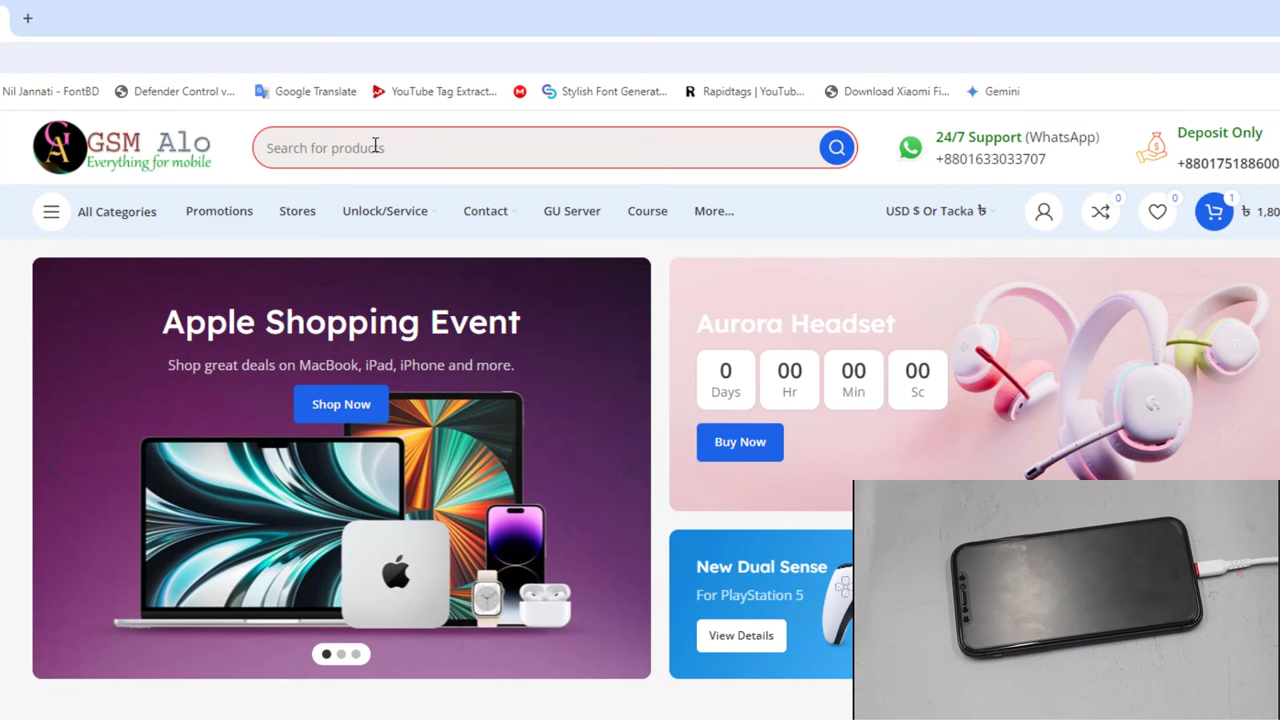 Nil Jannati - FontBD
Defender Control v...
Google Translate
YouTube Tag Extract...
Stylish Font Generat...
Rapidtags | YouTub...
Download Xiaomi Fi...
Gemini
GA
GSM Alo
Everything for mobile
Search for products
24/7 Support (WhatsApp)
+8801633033707
Deposit Only
+880175188600
All Categories
Promotions
Stores
Unlock/Service
Contact
GU Server
Course
More...
USD $ Or Tacka ৳
0
0
1
৳ 1,80
Apple Shopping Event
Shop great deals on MacBook, iPad, iPhone and more.
Shop Now
Aurora Headset
0 00 00 00
Days Hr Min Sc
Buy Now
New Dual Sense
For PlayStation 5
View Details